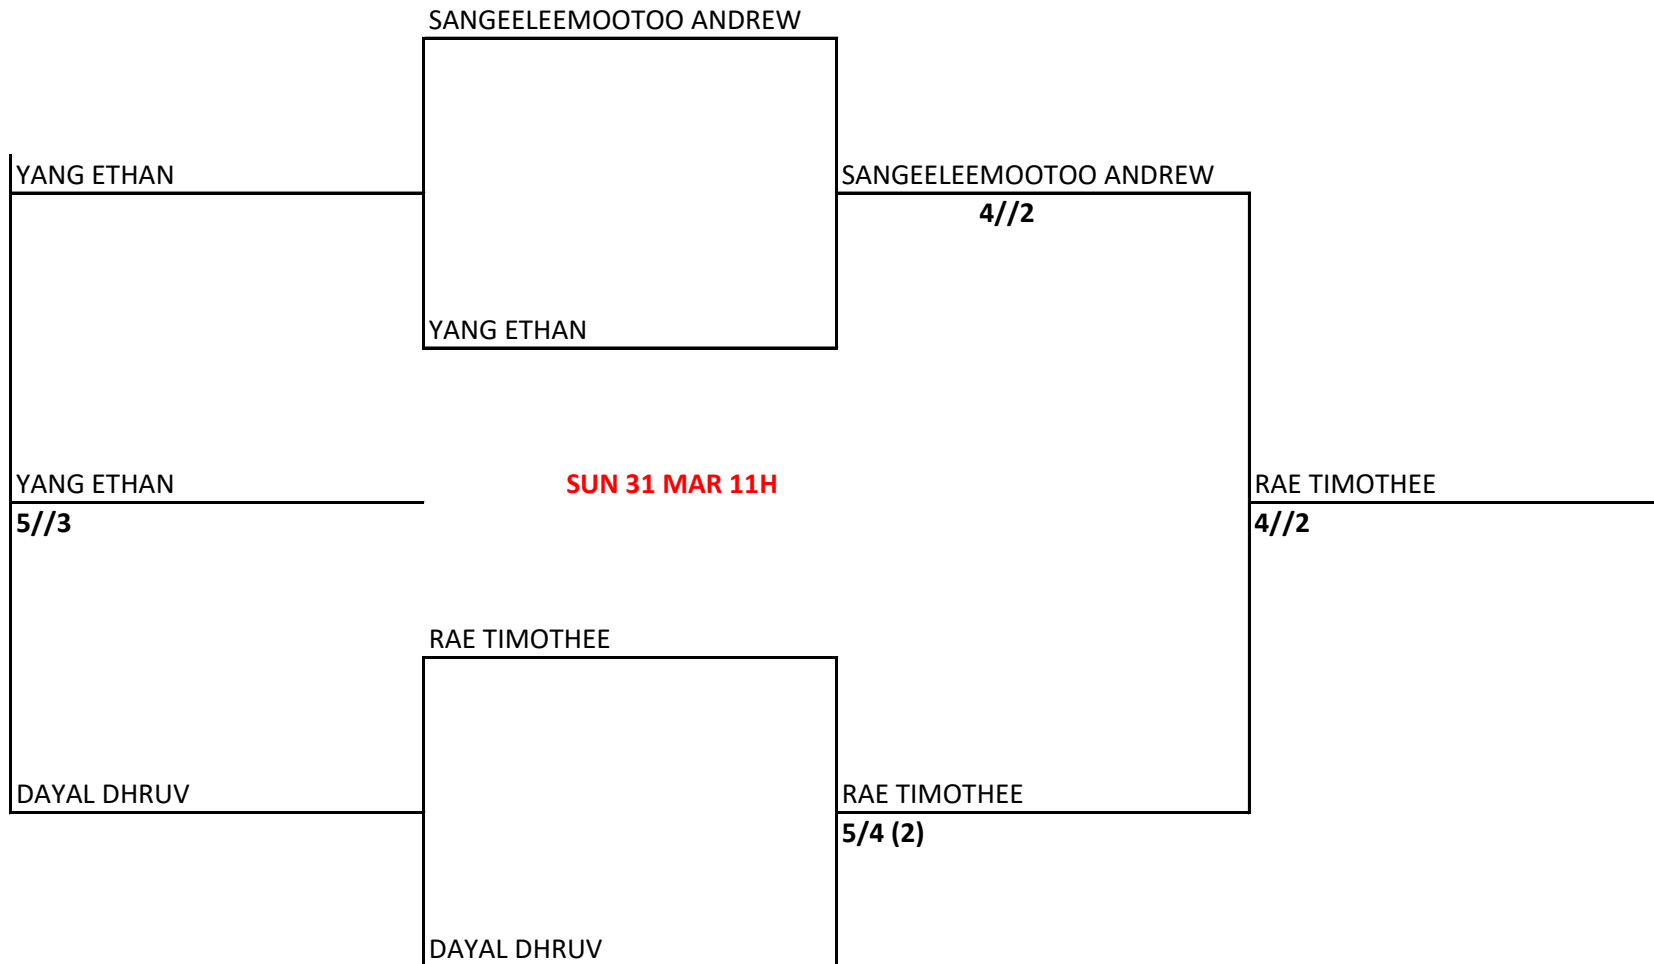 SANGEELEEMOOTOO ANDREW
YANG ETHAN
SANGEELEEMOOTOO ANDREW
4//2
YANG ETHAN
YANG ETHAN
SUN 31 MAR 11H
RAE TIMOTHEE
5//3
4//2
RAE TIMOTHEE
DAYAL DHRUV
RAE TIMOTHEE
5/4 (2)
DAYAL DHRUV